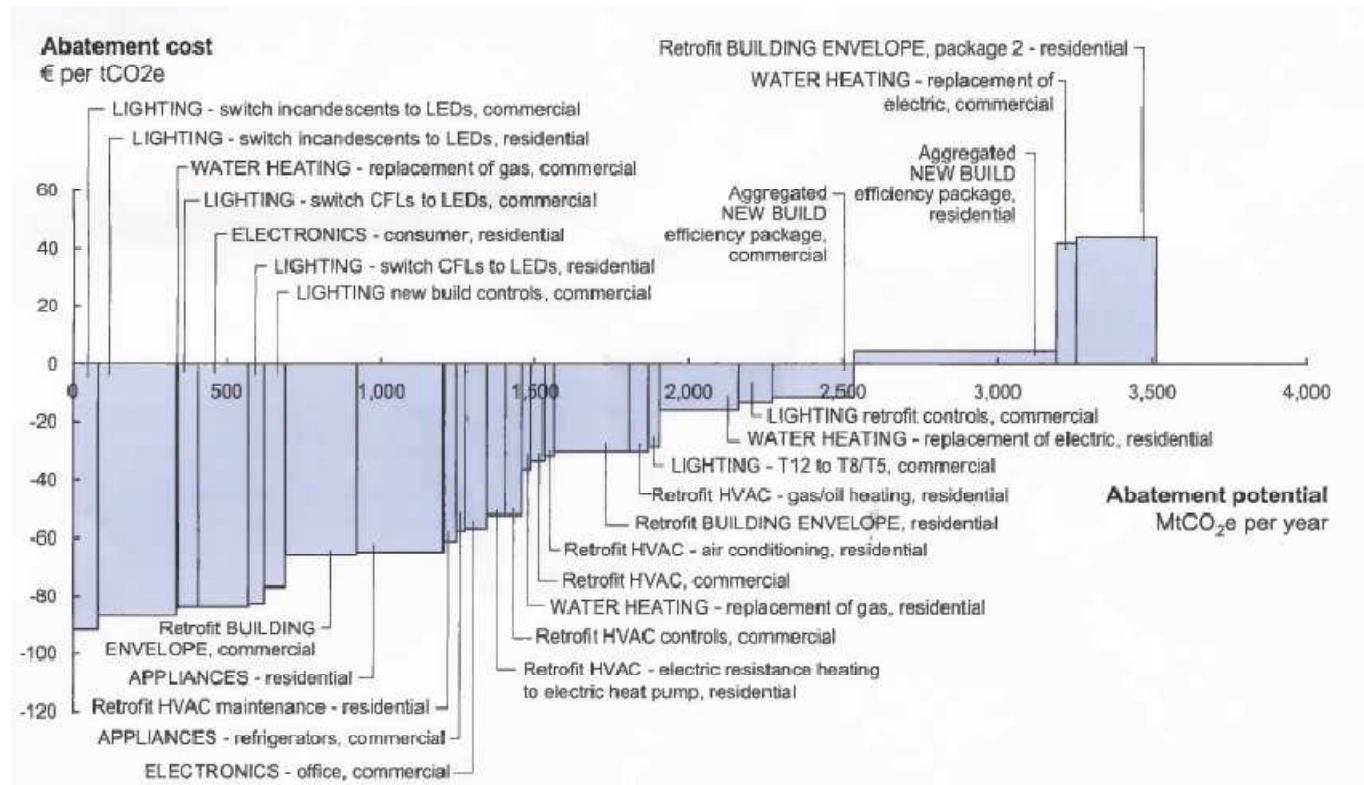 Abatement cost
€ per tCO2e
LIGHTING - switch incandescents to LEDs, commercial
LIGHTING - switch incandescents to LEDs, residential
WATER HEATING - replacement of gas, commercial
LIGHTING - switch CFLs to LEDs, commercial
ELECTRONICS - consumer, residential
LIGHTING - switch CFLs to LEDs, residential
LIGHTING new build controls, commercial
Retrofit BUILDING ENVELOPE, package 2 - residential
WATER HEATING - replacement of
electric, commercial
Aggregated
NEW BUILD
efficiency package,
residential
Aggregated
NEW BUILD
efficiency package,
commercial
60
40
20
0
-20
-40
-60
-80
-100
-120
0
500
1,000
1,500
2,000
2,500
3,000
3,500
4,000
LIGHTING retrofit controls, commercial
WATER HEATING - replacement of electric, residential
LIGHTING - T12 to T8/T5, commercial
Retrofit HVAC - gas/oil heating, residential
Retrofit BUILDING ENVELOPE, residential
Retrofit HVAC - air conditioning, residential
Retrofit HVAC, commercial
WATER HEATING - replacement of gas, residential
Retrofit HVAC controls, commercial
Retrofit HVAC - electric resistance heating
to electric heat pump, residential
Abatement potential
MtCO₂e per year
Retrofit BUILDING
ENVELOPE, commercial
APPLIANCES - residential
Retrofit HVAC maintenance - residential
APPLIANCES - refrigerators, commercial
ELECTRONICS - office, commercial